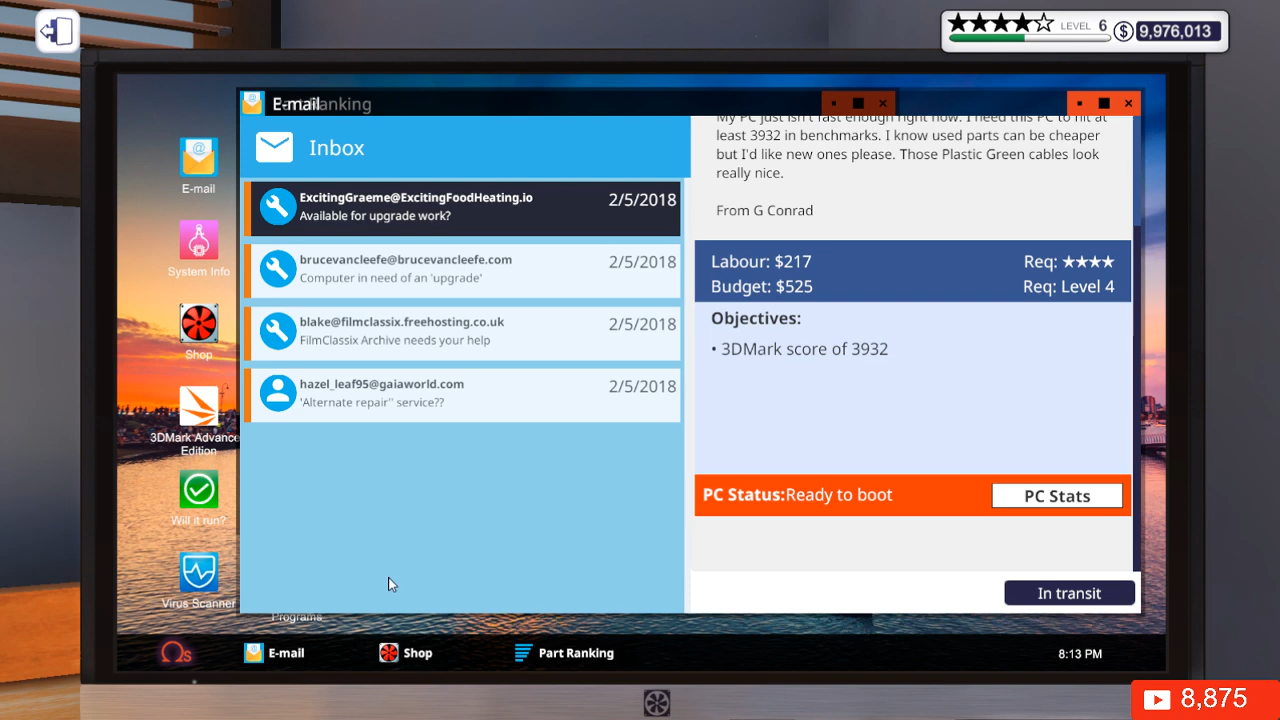 LEVEL 6
$ 9,976,013
E-mail
Inbox
My PC just isn't fast enough right now. I need this PC to hit at
least 3932 in benchmarks. I know used parts can be cheaper
but I'd like new ones please. Those Plastic Green cables look
really nice.
From G Conrad
ExcitingGraeme@ExcitingFoodHeating.io
2/5/2018
Available for upgrade work?
brucevancleefe@brucevancleefe.com
2/5/2018
Computer in need of an 'upgrade'
blake@filmclassix.freehosting.co.uk
2/5/2018
FilmClassix Archive needs your help
hazel_leaf95@gaiaworld.com
2/5/2018
'Alternate repair" service??
Labour: $217
Req: ★★★★
Budget: $525
Req: Level 4
Objectives:
• 3DMark score of 3932
PC Status:Ready to boot
PC Stats
In transit
E-mail
System Info
Shop
3DMark Advance
Edition
Will it run?
Virus Scanner
Programs
Ωs
E-mail
Shop
Part Ranking
8:13 PM
8,875